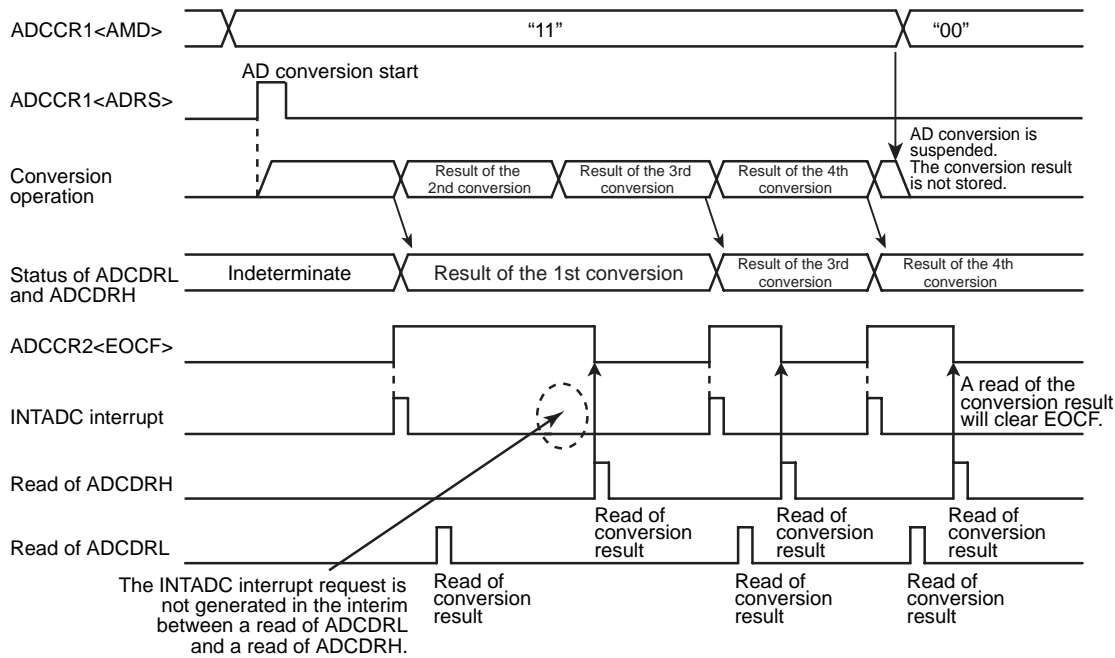 ADCCR1<AMD>
"11"
"00"
AD conversion start
ADCCR1<ADRS>
AD conversion is
suspended.
The conversion result
is not stored.
Conversion
operation
Result of the
2nd conversion
Result of the 3rd
conversion
Result of the 4th
conversion
Status of ADCDRL
and ADCDRH
Indeterminate
Result of the 1st conversion
Result of the 3rd
conversion
Result of the 4th
conversion
ADCCR2<EOCF>
A read of the
conversion result
will clear EOCF.
INTADC interrupt
Read of ADCDRH
Read of
conversion
result
Read of
conversion
result
Read of
conversion
result
Read of ADCDRL
Read of
conversion
result
Read of
conversion
result
Read of
conversion
result
The INTADC interrupt request is
not generated in the interim
between a read of ADCDRL
and a read of ADCDRH.